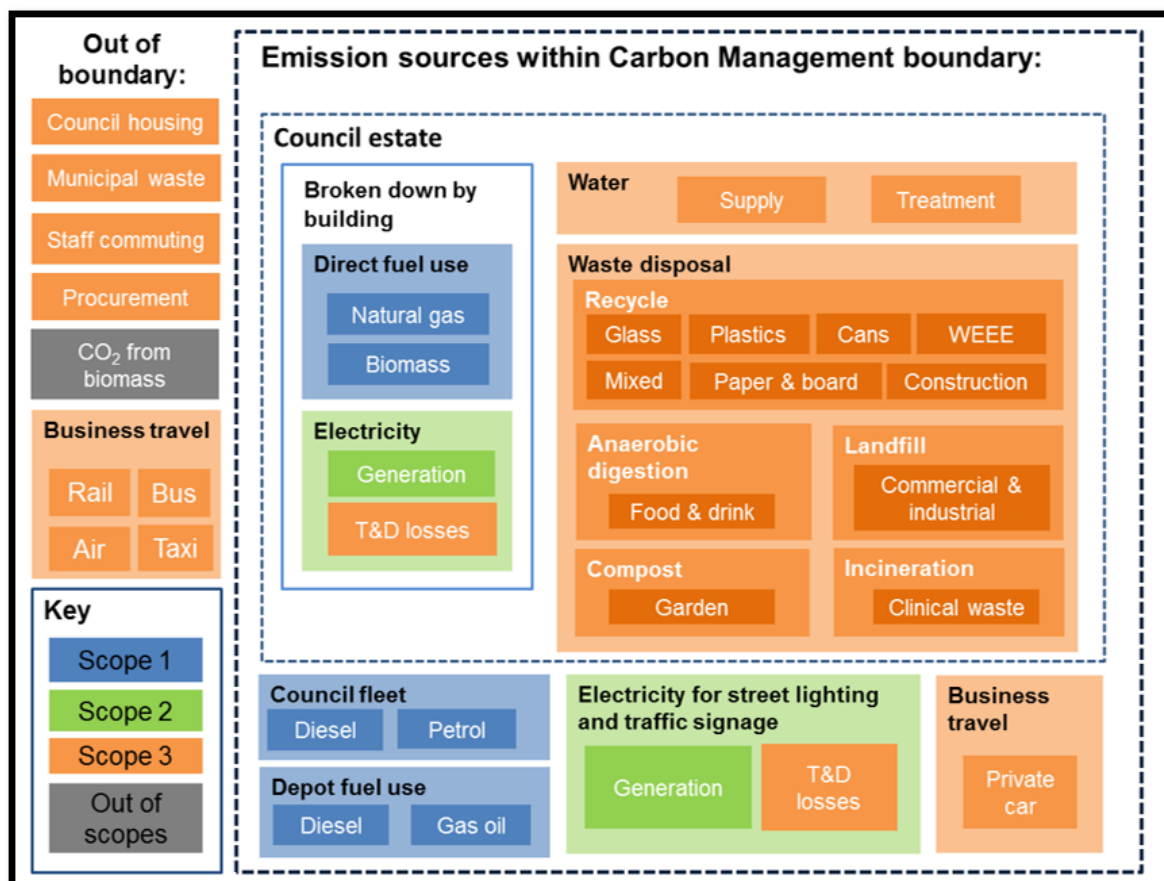 Out of
boundary:
Council housing
Municipal waste
Staff commuting
Procurement
CO₂ from
biomass
Business travel
Rail
Bus
Air
Taxi
Key
Scope 1
Scope 2
Scope 3
Out of
scopes
Emission sources within Carbon Management boundary:
Council estate
Broken down by
building
Direct fuel use
Natural gas
Biomass
Electricity
Generation
T&D losses
Water
Supply
Treatment
Waste disposal
Recycle
Glass
Plastics
Cans
WEEE
Mixed
Paper & board
Construction
Anaerobic
digestion
Food & drink
Landfill
Commercial &
industrial
Compost
Garden
Incineration
Clinical waste
Council fleet
Diesel
Petrol
Depot fuel use
Diesel
Gas oil
Electricity for street lighting
and traffic signage
Generation
T&D
losses
Business
travel
Private
car